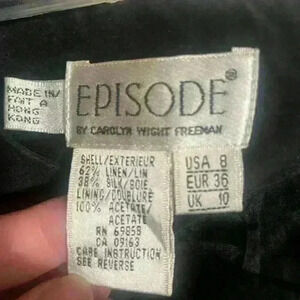 MADE IN/
FAIT A
HONG
KONG
EPISODE®
BY CAROLYN WIGHT FREEMAN
SHELL/EXTERIEUR
62% LINEN/LIN
38% SILK/SOIE
LINING/DOUBLURE
100% ACETATE
ACETATE
RN 69858
CA 09163
CARE INSTRUCTION
SEE REVERSE
USA 8
EUR 36
UK 10